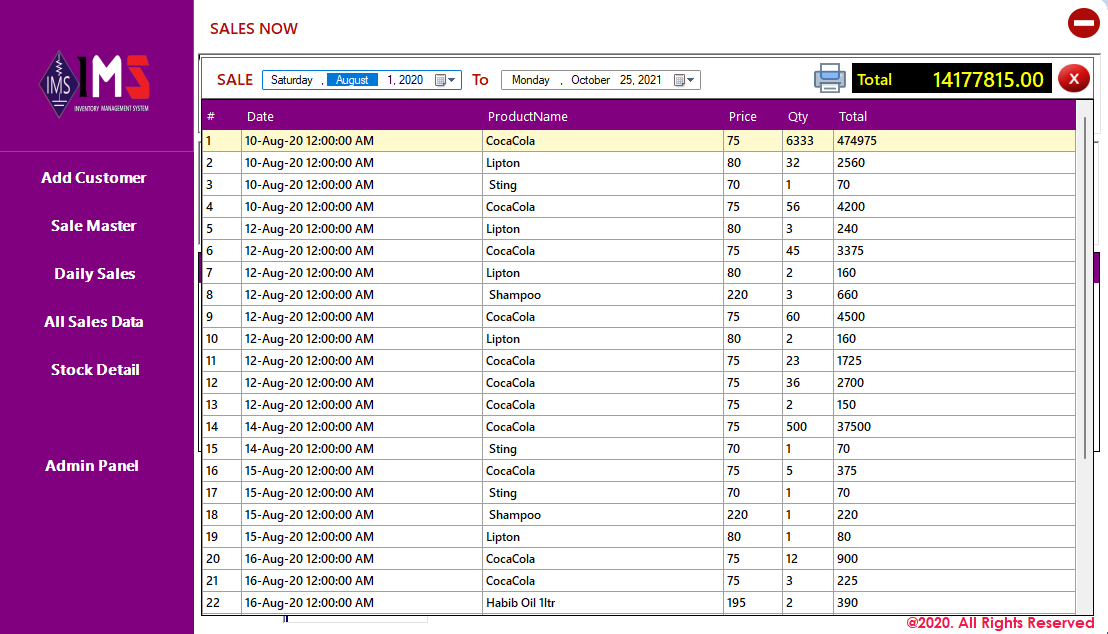 SALES NOW
IMS
IMS
INVENTORY MANAGEMENT SYSTEM
Add Customer
Sale Master
Daily Sales
All Sales Data
Stock Detail
Admin Panel
SALE Saturday , August 1, 2020 To Monday , October 25, 2021 Total 14177815.00 X
# Date ProductName Price Qty Total
1 10-Aug-20 12:00:00 AM CocaCola 75 6333 474975
2 10-Aug-20 12:00:00 AM Lipton 80 32 2560
3 10-Aug-20 12:00:00 AM Sting 70 1 70
4 10-Aug-20 12:00:00 AM CocaCola 75 56 4200
5 12-Aug-20 12:00:00 AM Lipton 80 3 240
6 12-Aug-20 12:00:00 AM CocaCola 75 45 3375
7 12-Aug-20 12:00:00 AM Lipton 80 2 160
8 12-Aug-20 12:00:00 AM Shampoo 220 3 660
9 12-Aug-20 12:00:00 AM CocaCola 75 60 4500
10 12-Aug-20 12:00:00 AM Lipton 80 2 160
11 12-Aug-20 12:00:00 AM CocaCola 75 23 1725
12 12-Aug-20 12:00:00 AM CocaCola 75 36 2700
13 12-Aug-20 12:00:00 AM CocaCola 75 2 150
14 14-Aug-20 12:00:00 AM CocaCola 75 500 37500
15 14-Aug-20 12:00:00 AM Sting 70 1 70
16 15-Aug-20 12:00:00 AM CocaCola 75 5 375
17 15-Aug-20 12:00:00 AM Sting 70 1 70
18 15-Aug-20 12:00:00 AM Shampoo 220 1 220
19 15-Aug-20 12:00:00 AM Lipton 80 1 80
20 16-Aug-20 12:00:00 AM CocaCola 75 12 900
21 16-Aug-20 12:00:00 AM CocaCola 75 3 225
22 16-Aug-20 12:00:00 AM Habib Oil 1ltr 195 2 390
@2020. All Rights Reserved